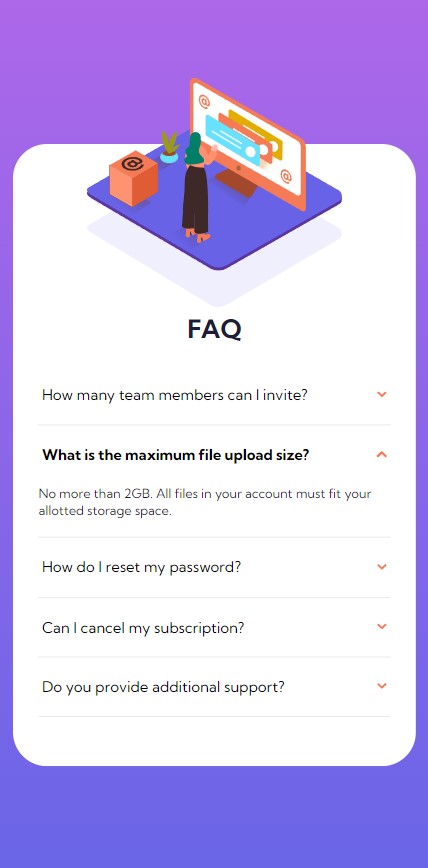 @
@
@
FAQ
How many team members can I invite?
What is the maximum file upload size?
No more than 2GB. All files in your account must fit your
allotted storage space.
How do I reset my password?
Can I cancel my subscription?
Do you provide additional support?